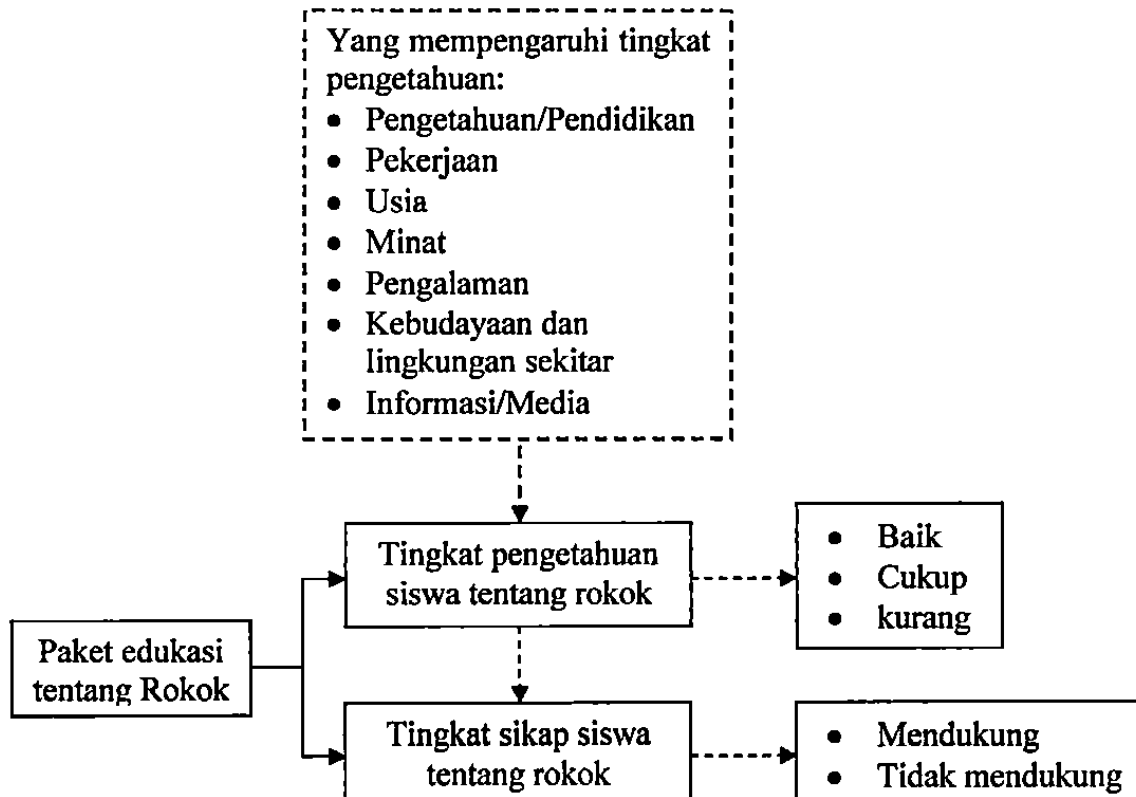 Yang mempengaruhi tingkat
pengetahuan:
• Pengetahuan/Pendidikan
• Pekerjaan
• Usia
• Minat
• Pengalaman
• Kebudayaan dan
lingkungan sekitar
• Informasi/Media
Tingkat pengetahuan
siswa tentang rokok
• Baik
• Cukup
• kurang
Paket edukasi
tentang Rokok
Tingkat sikap siswa
tentang rokok
• Mendukung
• Tidak mendukung